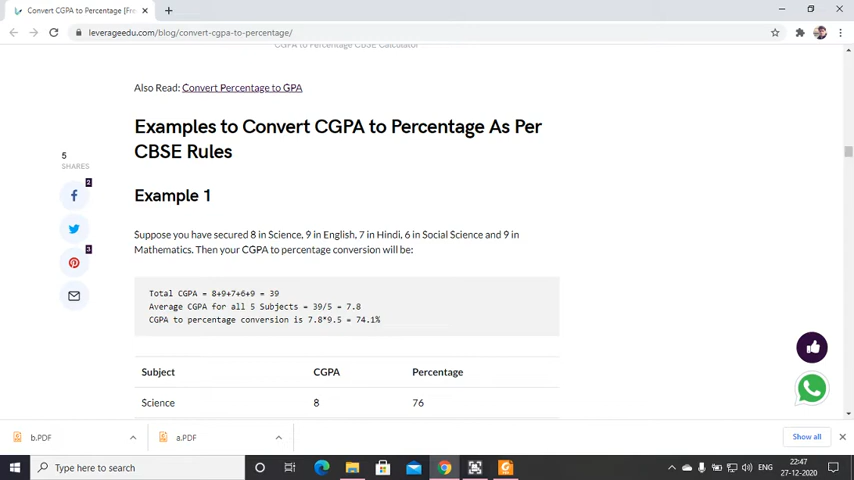 Convert CGPA to Percentage [Fre
leverageedu.com/blog/convert-cgpa-to-percentage/
CGPA to Percentage CBSE Calculator
Also Read: Convert Percentage to GPA
Examples to Convert CGPA to Percentage As Per
CBSE Rules
5
SHARES
Example 1
2
Suppose you have secured 8 in Science, 9 in English, 7 in Hindi, 6 in Social Science and 9 in
Mathematics. Then your CGPA to percentage conversion will be:
3
Total CGPA = 8+9+7+6+9 = 39
Average CGPA for all 5 Subjects = 39/5 = 7.8
CGPA to percentage conversion is 7.8*9.5 = 74.1%
Subject CGPA Percentage
Science 8 76
b.PDF a.PDF Show all
Type here to search
ENG
22:47
27-12-2020